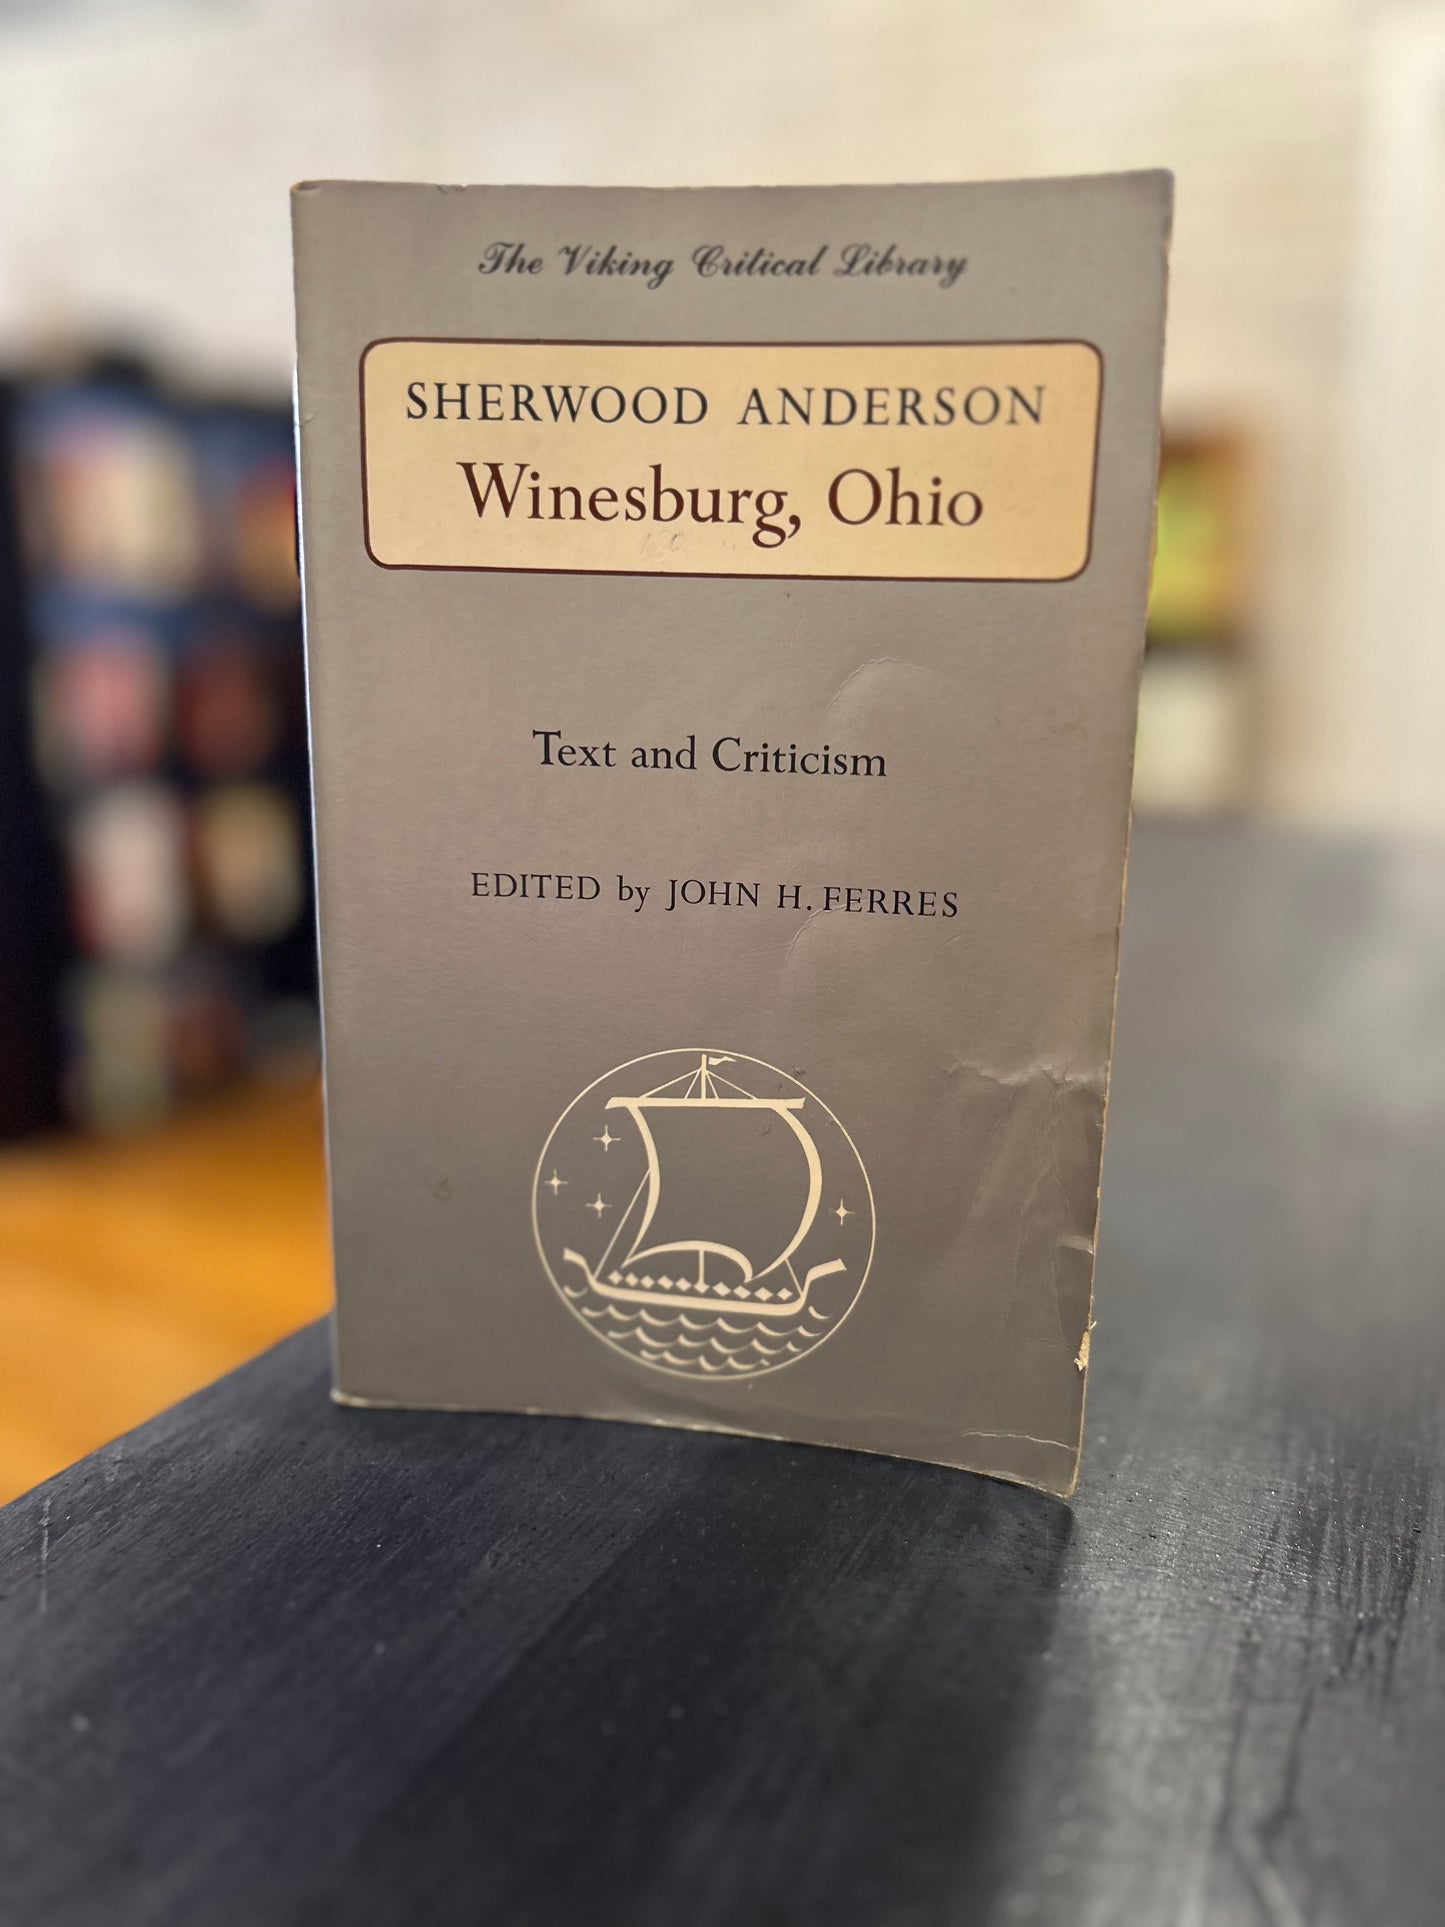 The Viking Critical Library
SHERWOOD ANDERSON
Winesburg, Ohio
Text and Criticism
EDITED by JOHN H. FERRES